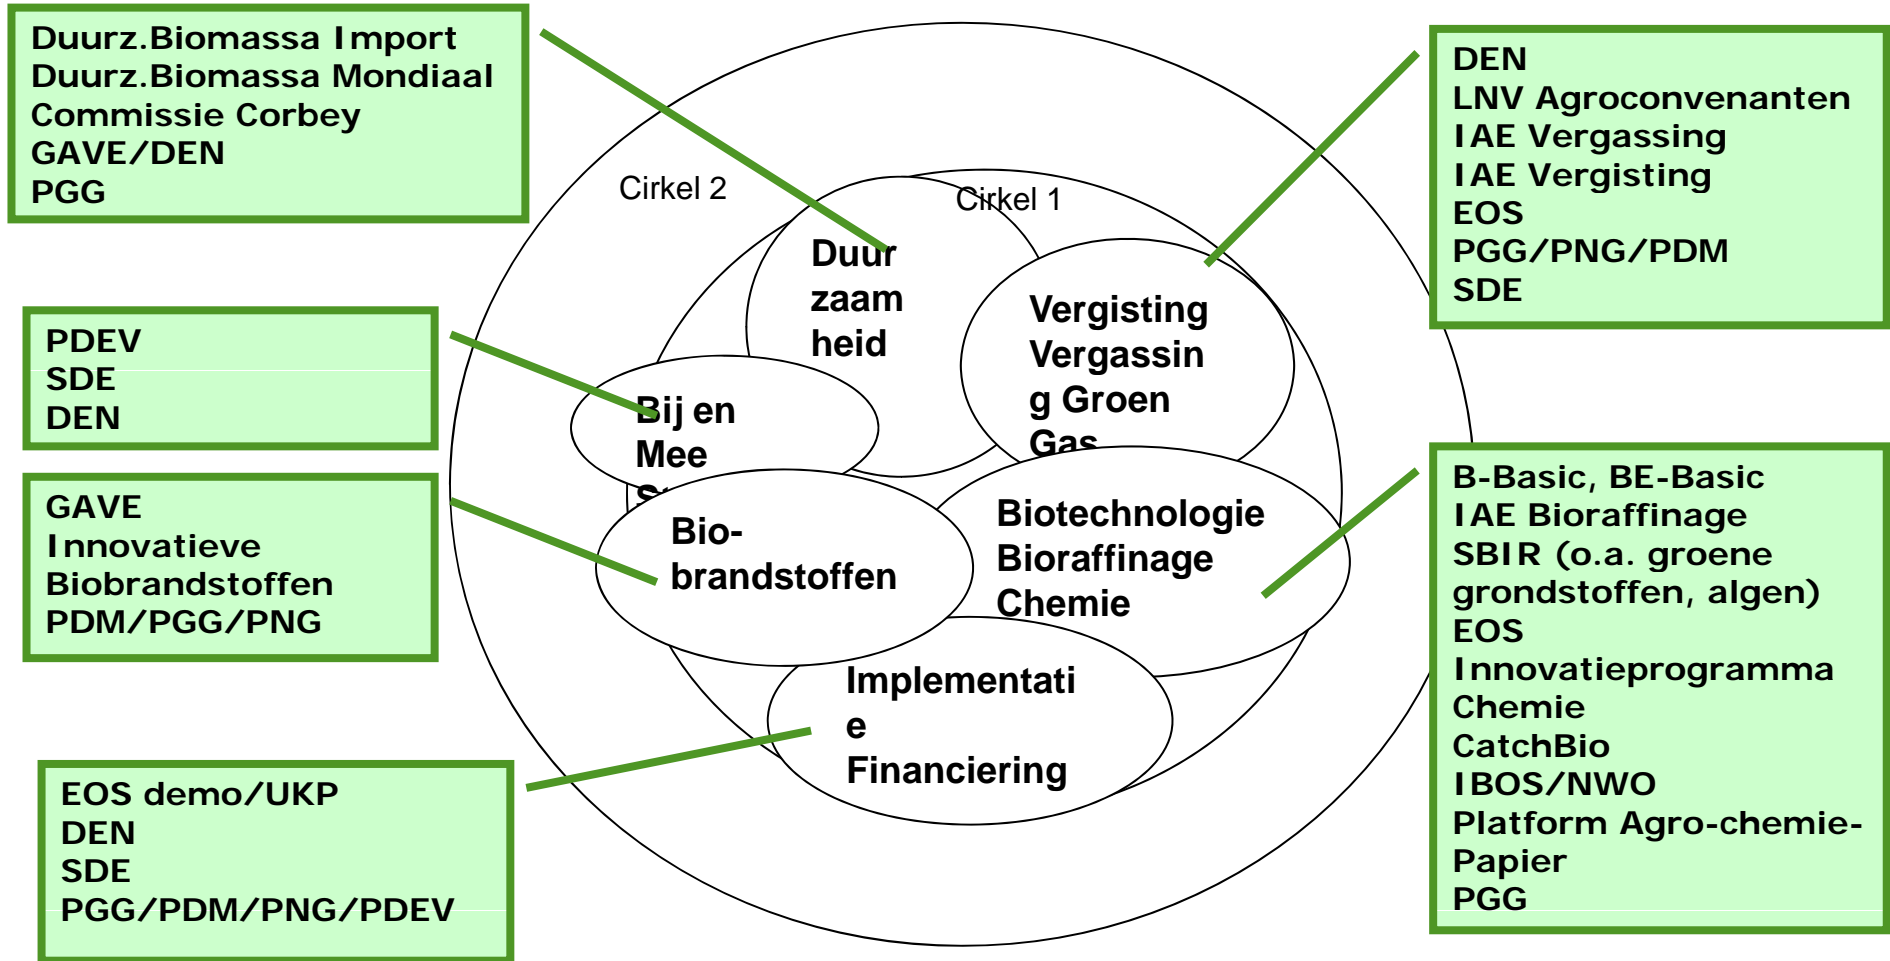 Duurz.Biomassa Import
Duurz.Biomassa Mondiaal
Commissie Corbey
GAVE/DEN
PGG
DEN
LNV Agroconvenanten
IAE Vergassing
IAE Vergisting
EOS
PGG/PNG/PDM
SDE
Cirkel 2
Cirkel 1
Duur
zaam
heid
Vergisting
Vergassin
g Groen
Gas
PDEV
SDE
DEN
Bij en
Mee
GAVE
Innovatieve
Biobrandstoffen
PDM/PGG/PNG
Bio-
brandstoffen
Biotechnologie
Bioraffinage
Chemie
B-Basic, BE-Basic
IAE Bioraffinage
SBIR (o.a. groene
grondstoffen, algen)
EOS
Innovatieprogramma
Chemie
CatchBio
IBOS/NWO
Platform Agro-chemie-
Papier
PGG
Implementati
e
Financiering
EOS demo/UKP
DEN
SDE
PGG/PDM/PNG/PDEV